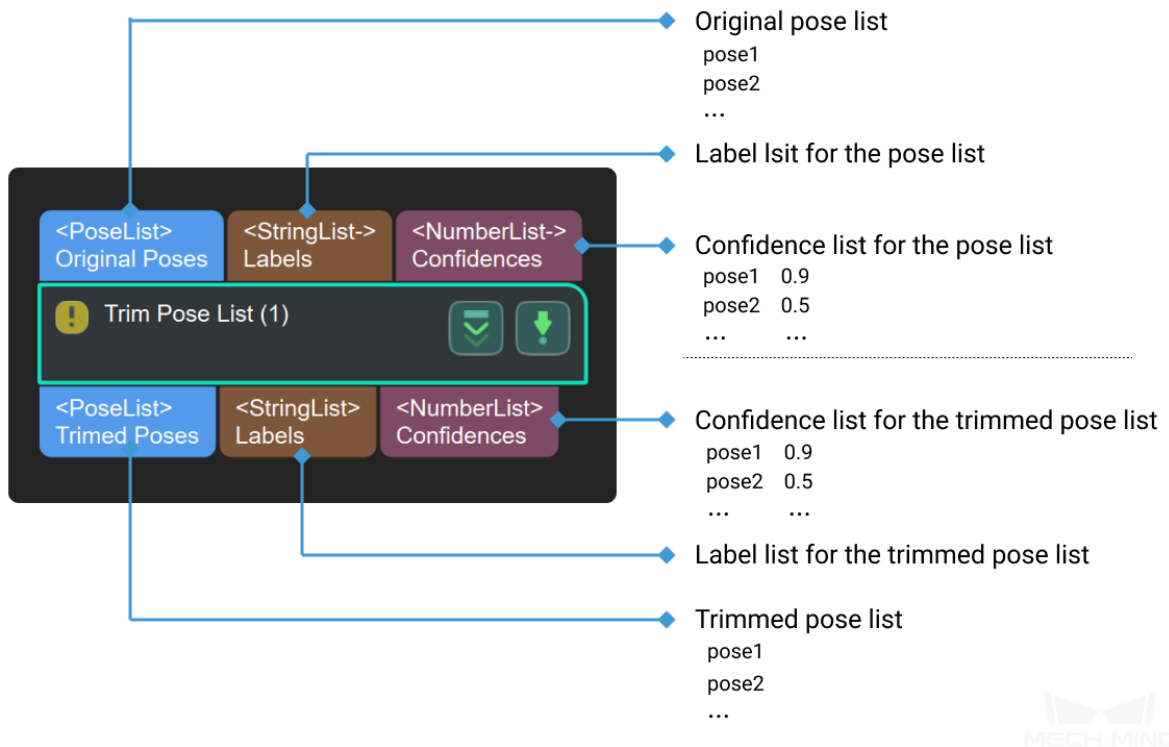 Original pose list
pose1
pose2
...
Label lsit for the pose list
<PoseList>
Original Poses
<StringList->
Labels
<NumberList->
Confidences
Confidence list for the pose list
pose1 0.9
pose2 0.5
... ...
Trim Pose List (1)
<PoseList>
Trimed Poses
<StringList>
Labels
<NumberList>
Confidences
Confidence list for the trimmed pose list
pose1 0.9
pose2 0.5
... ...
Label list for the trimmed pose list
Trimmed pose list
pose1
pose2
...
MECH MIND